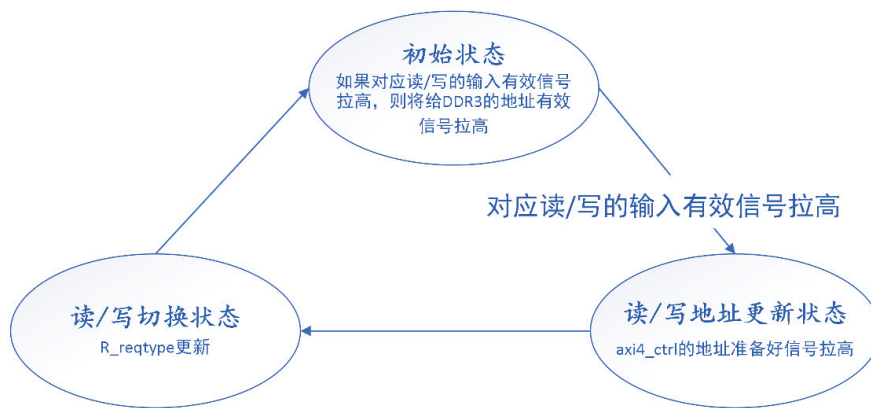 初始状态
如果对应读/写的输入有效信号
拉高，则将给DDR3的地址有效
信号拉高
对应读/写的输入有效信号拉高
读/写切换状态
R_reqtype更新
读/写地址更新状态
axi4_ctrl的地址准备好信号拉高